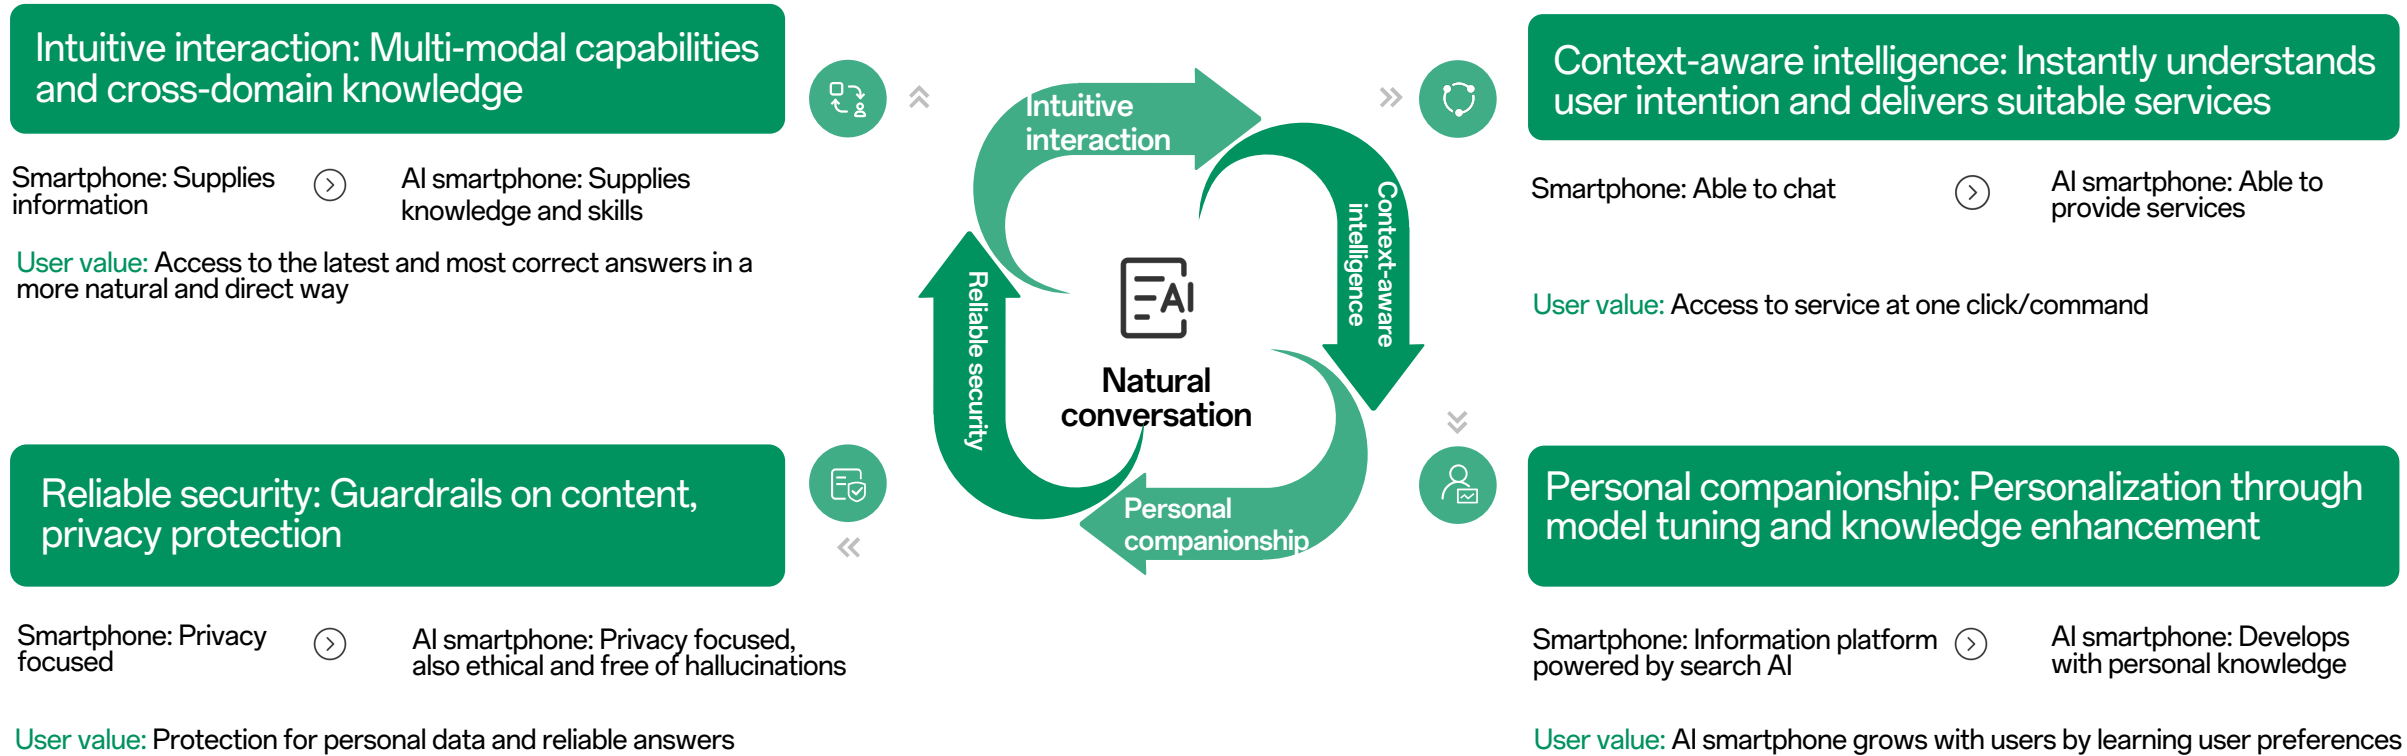 Intuitive interaction: Multi-modal capabilities
and cross-domain knowledge
Smartphone: Supplies
information
AI smartphone: Supplies
knowledge and skills
User value: Access to the latest and most correct answers in a
more natural and direct way
Intuitive
interaction
Context-aware
intelligence
Personal
companionship
Reliable security
AI
Natural
conversation
Context-aware intelligence: Instantly understands
user intention and delivers suitable services
Smartphone: Able to chat
AI smartphone: Able to
provide services
User value: Access to service at one click/command
Reliable security: Guardrails on content,
privacy protection
Smartphone: Privacy
focused
AI smartphone: Privacy focused,
also ethical and free of hallucinations
User value: Protection for personal data and reliable answers
Personal companionship: Personalization through
model tuning and knowledge enhancement
Smartphone: Information platform
powered by search AI
AI smartphone: Develops
with personal knowledge
User value: AI smartphone grows with users by learning user preferences